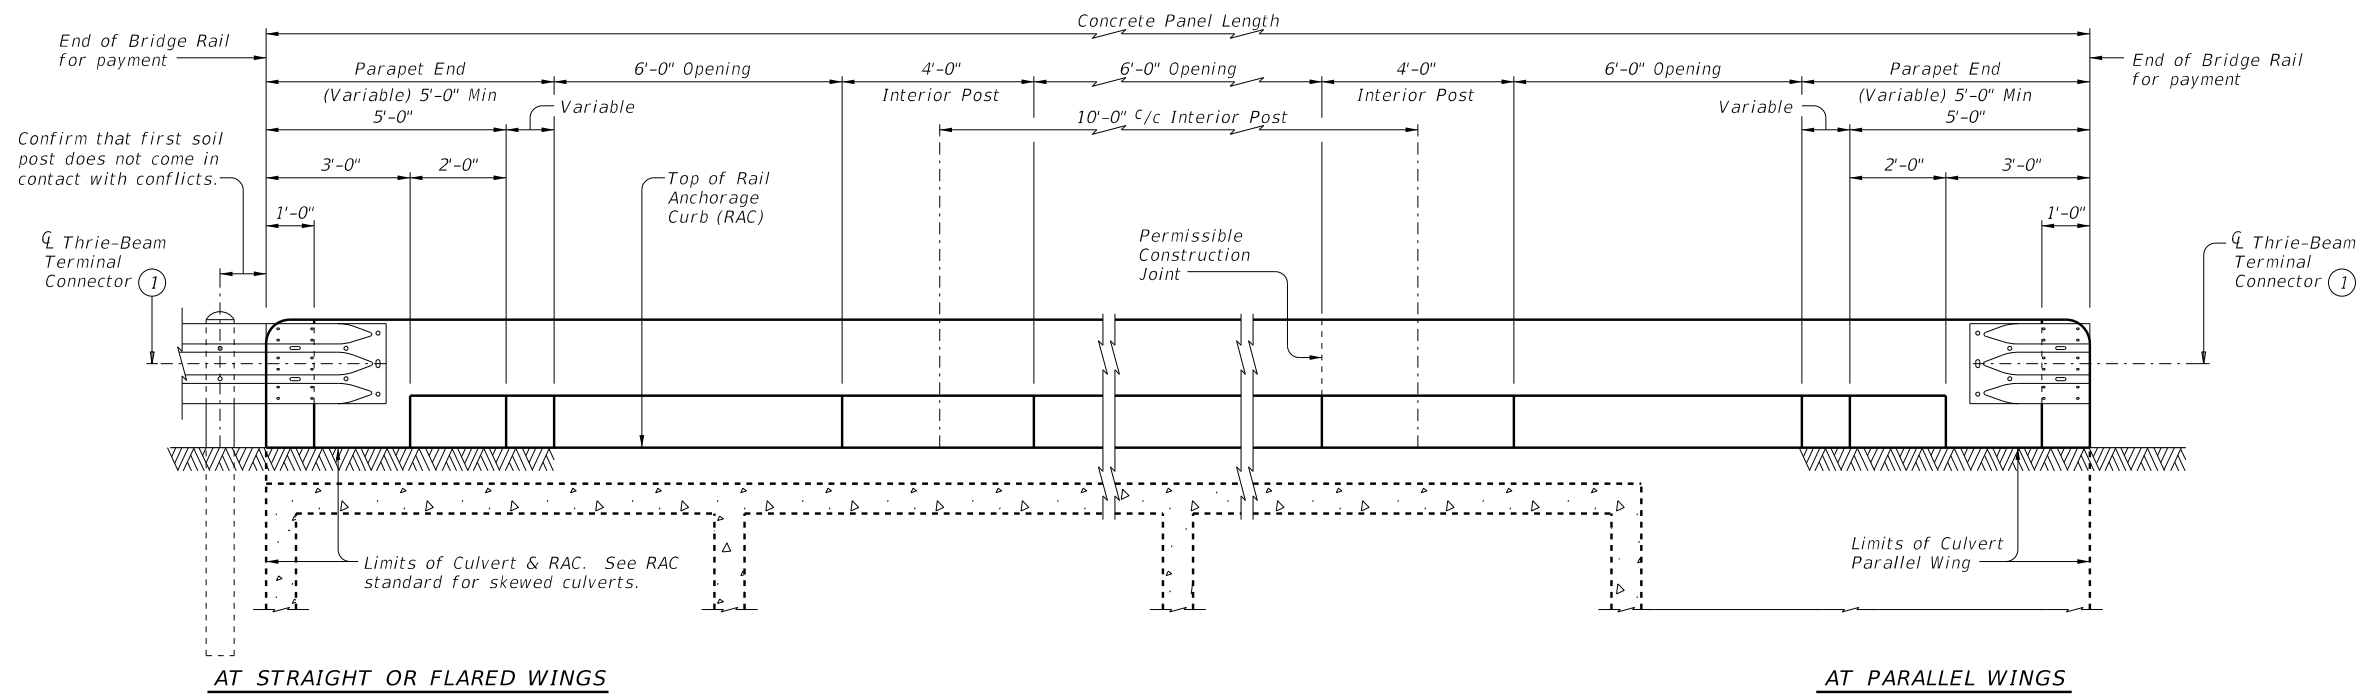 Concrete Panel Length
End of Bridge Rail
for payment
Parapet End
(Variable) 5'-0" Min
6'-0" Opening
4'-0"
Interior Post
6'-0" Opening
4'-0"
Interior Post
6'-0" Opening
Parapet End
(Variable) 5'-0" Min
End of Bridge Rail
for payment
5'-0"
Variable
10'-0" c/c Interior Post
Variable
5'-0"
Confirm that first soil
post does not come in
contact with conflicts.
3'-0"
2'-0"
Top of Rail
Anchorage
Curb (RAC)
2'-0"
3'-0"
1'-0"
1'-0"
℄ Thrie-Beam
Terminal
Connector 1
Permissible
Construction
Joint
℄ Thrie-Beam
Terminal
Connector 1
Limits of Culvert & RAC. See RAC
standard for skewed culverts.
Limits of Culvert
Parallel Wing
AT STRAIGHT OR FLARED WINGS
AT PARALLEL WINGS